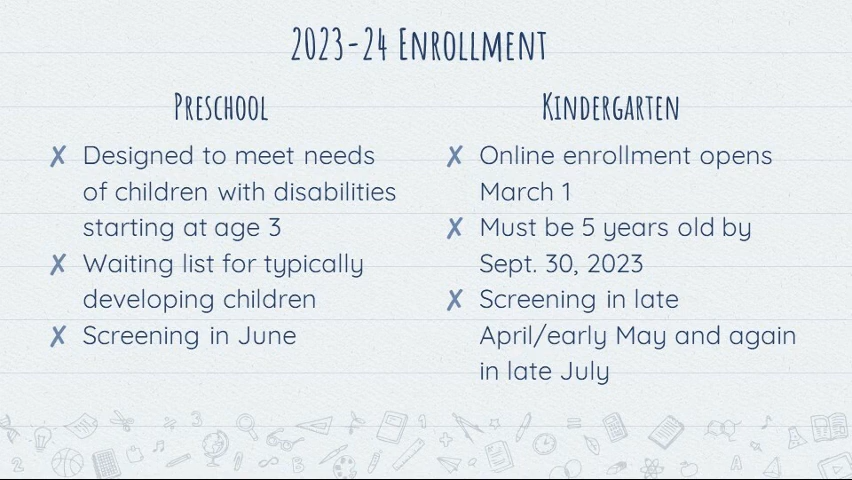 2023-24 Enrollment
Preschool
✗ Designed to meet needs
of children with disabilities
starting at age 3
✗ Waiting list for typically
developing children
✗ Screening in June
Kindergarten
✗ Online enrollment opens
March 1
✗ Must be 5 years old by
Sept. 30, 2023
✗ Screening in late
April/early May and again
in late July